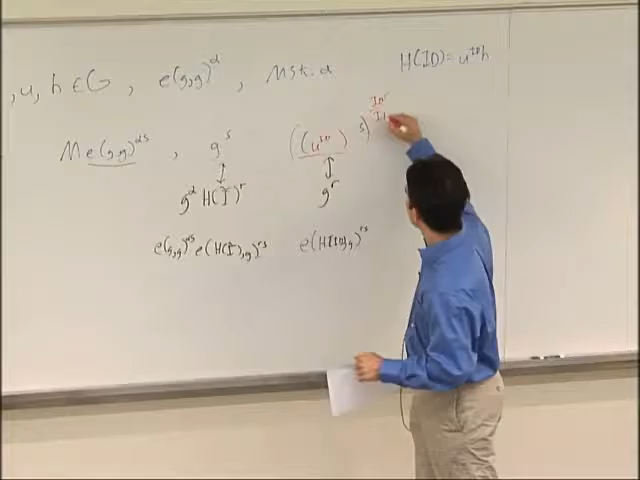 , u, h ∈ G , e(g,g)^α , MSK: α
H(ID) = u^{ID} h
M e(g,g)^{αs} , g^s ((u^{ID}) )^s
↕ ↕
g^α H(I)^r g^r
e(g,g)^{αs} e(H(I),g)^{rs} e(H(ID),g)^{rs}